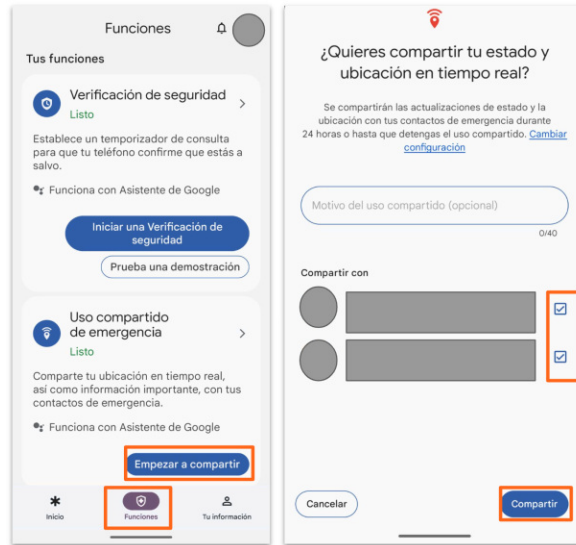 Funciones
Tus funciones
Verificación de seguridad
Listo
Establece un temporizador de consulta
para que tu teléfono confirme que estás a
salvo.
Funciona con Asistente de Google
Iniciar una Verificación de
seguridad
Prueba una demostración
Uso compartido
de emergencia
Listo
Comparte tu ubicación en tiempo real,
así como información importante, con tus
contactos de emergencia.
Funciona con Asistente de Google
Empezar a compartir
Inicio
Funciones
Tu información
¿Quieres compartir tu estado y
ubicación en tiempo real?
Se compartirán las actualizaciones de estado y la
ubicación con tus contactos de emergencia durante
24 horas o hasta que detengas el uso compartido. Cambiar
configuración
Motivo del uso compartido (opcional)
0/40
Compartir con
Cancelar
Compartir